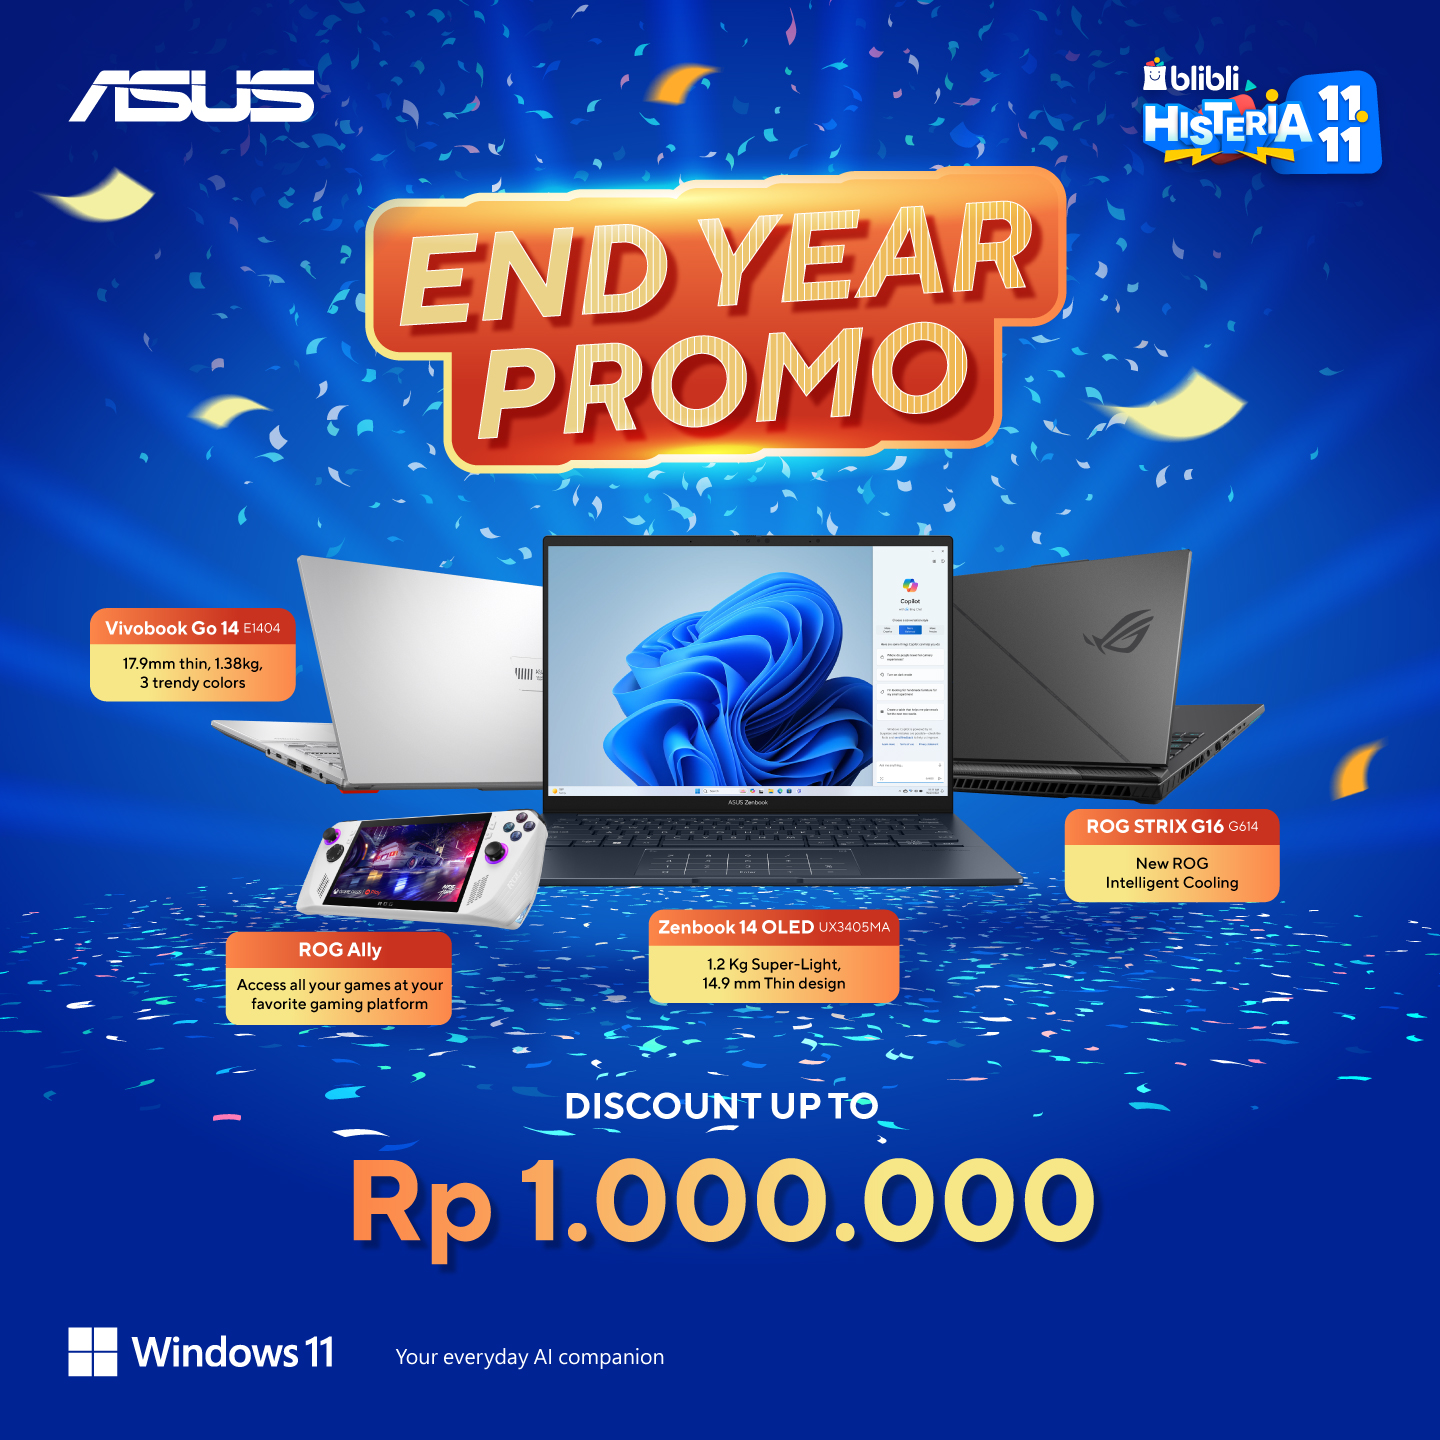 ASUS
blibli
HISTERIA 11.11
END YEAR
PROMO
Vivobook Go 14 E1404
17.9mm thin, 1.38kg,
3 trendy colors
Copilot
ASUS Zenbook
ROG STRIX G16 G614
New ROG
Intelligent Cooling
ROG Ally
Access all your games at your
favorite gaming platform
Zenbook 14 OLED UX3405MA
1.2 Kg Super-Light,
14.9 mm Thin design
DISCOUNT UP TO
Rp 1.000.000
Windows 11
Your everyday AI companion